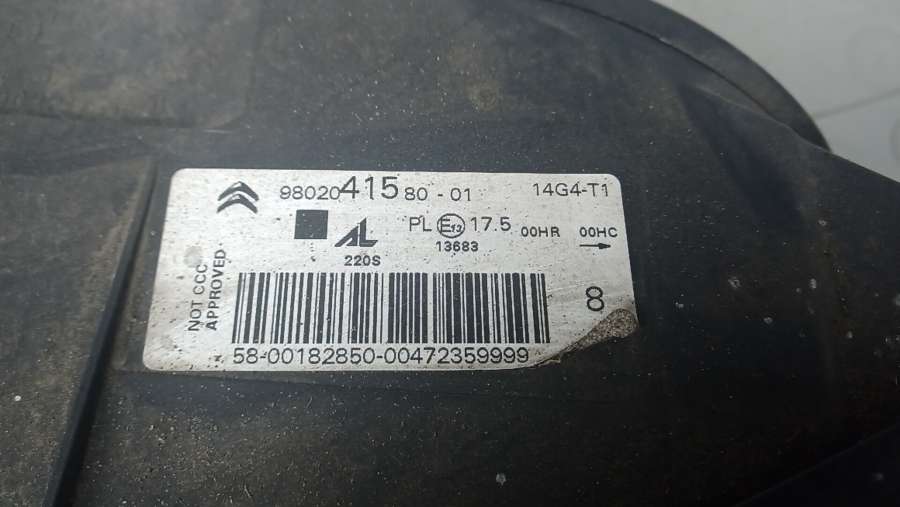 9802041580-01 14G4-T1
PL E13 17.5 00HR 00HC
13683
AL
220S
NOT CCC
APPROVED
8
58-00182850-00472359999